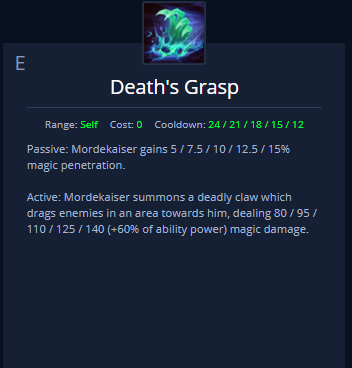 E
Death's Grasp
Range: Self Cost: 0 Cooldown: 24 / 21 / 18 / 15 / 12
Passive: Mordekaiser gains 5 / 7.5 / 10 / 12.5 / 15%
magic penetration.
Active: Mordekaiser summons a deadly claw which
drags enemies in an area towards him, dealing 80 / 95 /
110 / 125 / 140 (+60% of ability power) magic damage.